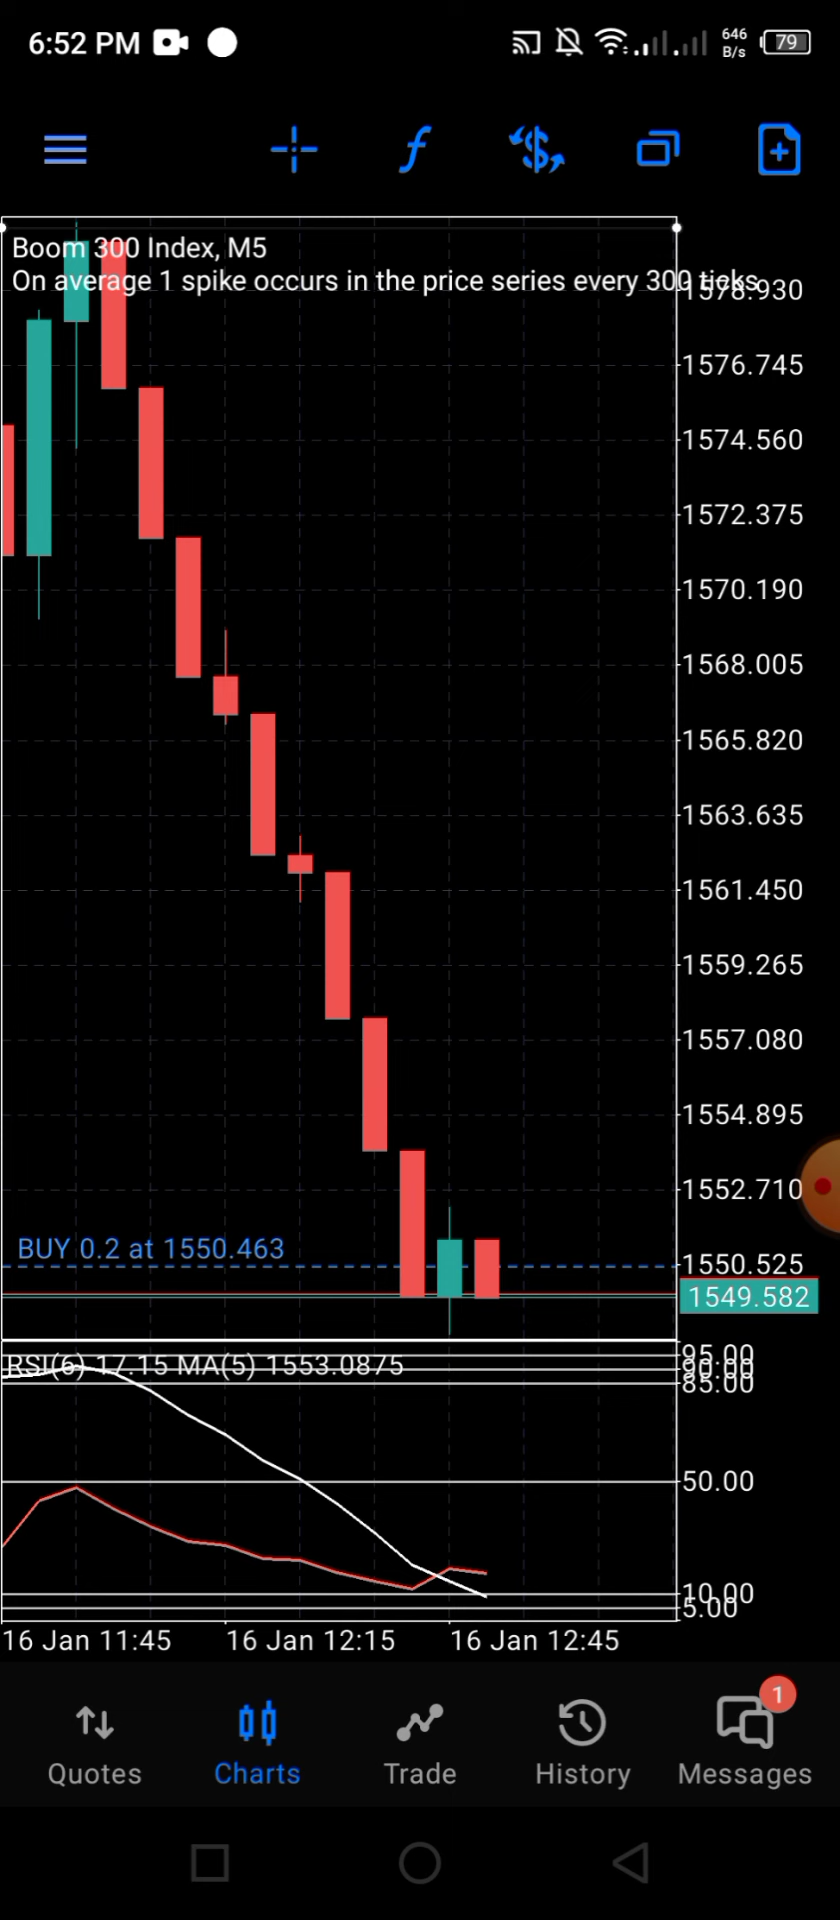 6:52 PM
646
B/s
79
Boom 300 Index, M5
On average 1 spike occurs in the price series every 300 ticks
1578.930
1576.745
1574.560
1572.375
1570.190
1568.005
1565.820
1563.635
1561.450
1559.265
1557.080
1554.895
1552.710
BUY 0.2 at 1550.463
1550.525
1549.582
RSI(6) 17.15 MA(5) 1553.0875
95.00
90.00
85.00
50.00
10.00
5.00
16 Jan 11:45
16 Jan 12:15
16 Jan 12:45
1
Quotes
Charts
Trade
History
Messages